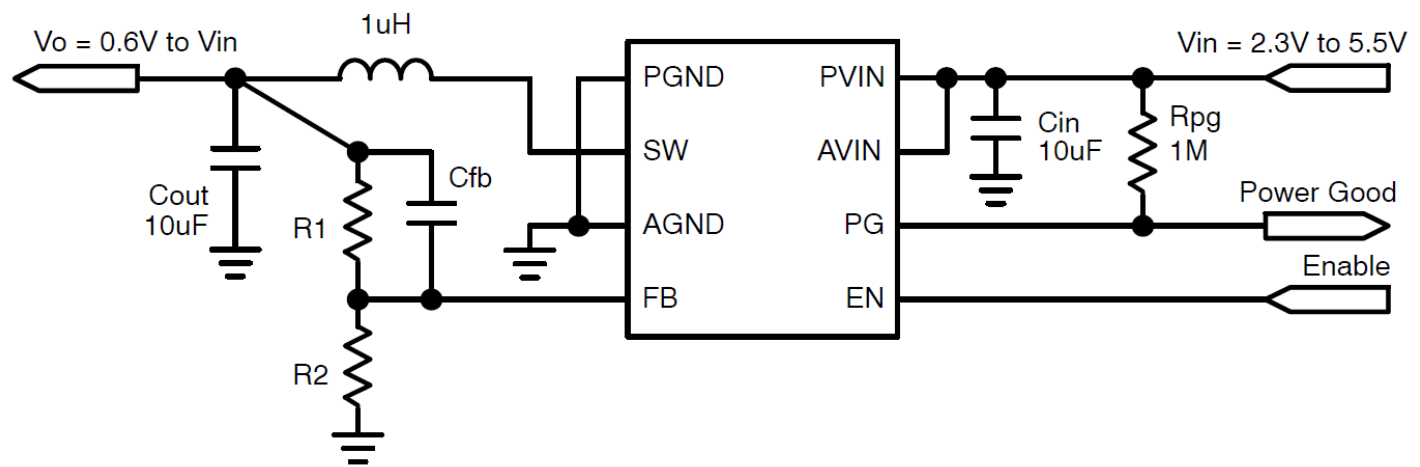 Vo = 0.6V to Vin
1uH
Vin = 2.3V to 5.5V
PGND
PVIN
SW
AVIN
Cin
10uF
Rpg
1M
Cfb
Cout
10uF
R1
AGND
PG
Power Good
FB
EN
Enable
R2